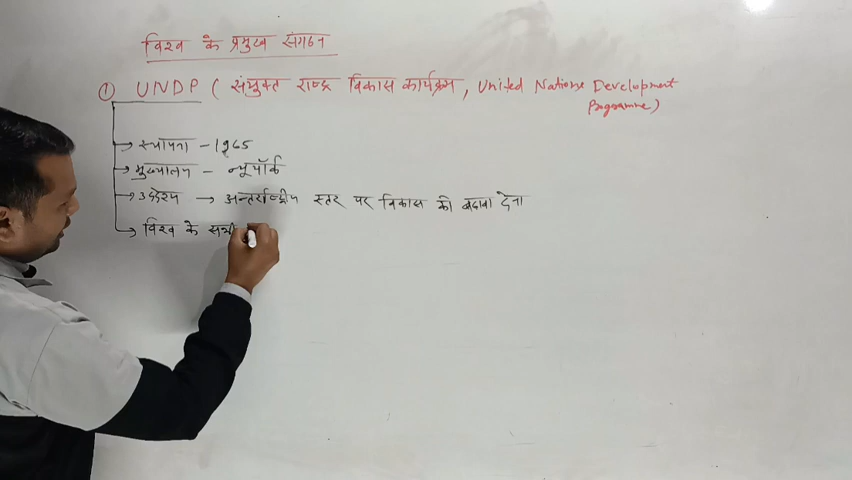 विश्व के प्रमुख संगठन
① UNDP ( संयुक्त राष्ट्र विकास कार्यक्रम, United Nations Development
Programme)
→ स्थापना – 1965
→ मुख्यालय – न्यूयॉर्क
→ उद्देश्य → अन्तर्राष्ट्रीय स्तर पर विकास को बढावा देना
→ विश्व के सभी